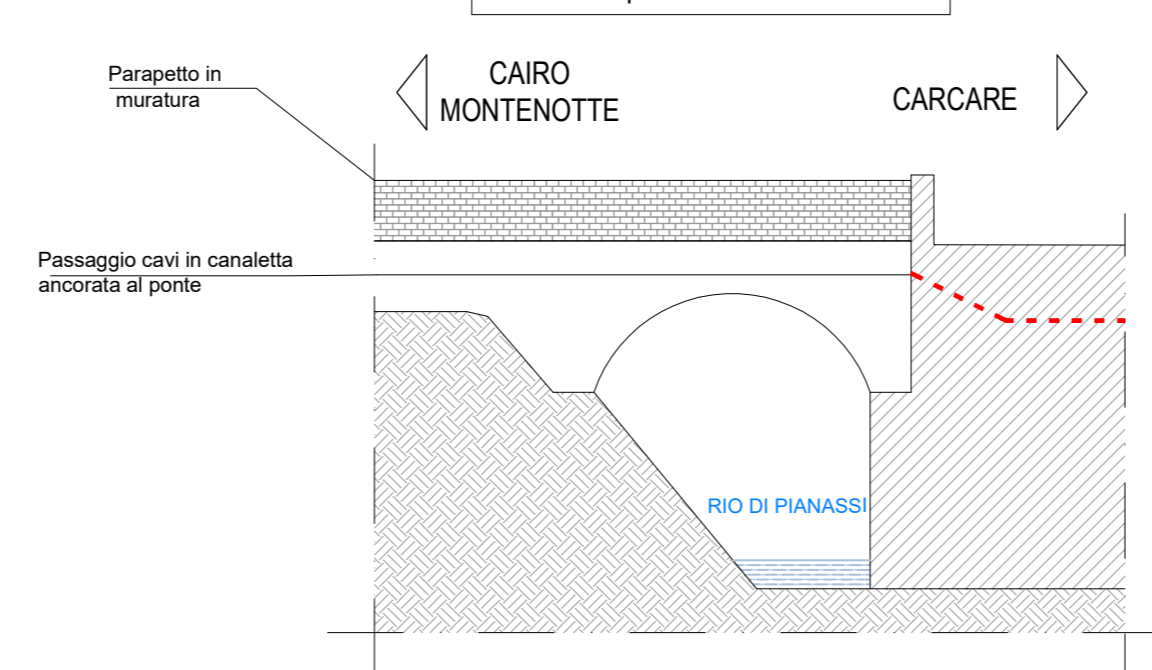 Parapetto in
muratura
CAIRO
MONTENOTTE
CARCARE
Passaggio cavi in canaletta
ancorata al ponte
RIO DI PIANASSI